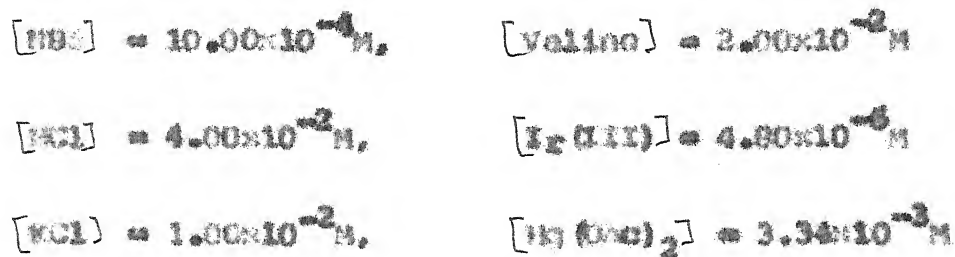 [NBS] = 10.00x10⁻⁴M, [Valine] = 2.00x10⁻²M
[HCl] = 4.00x10⁻²M, [Ir(III)] = 4.80x10⁻⁶M
[KCl] = 1.00x10⁻²M, [Hg(OAc)₂] = 3.34x10⁻³M